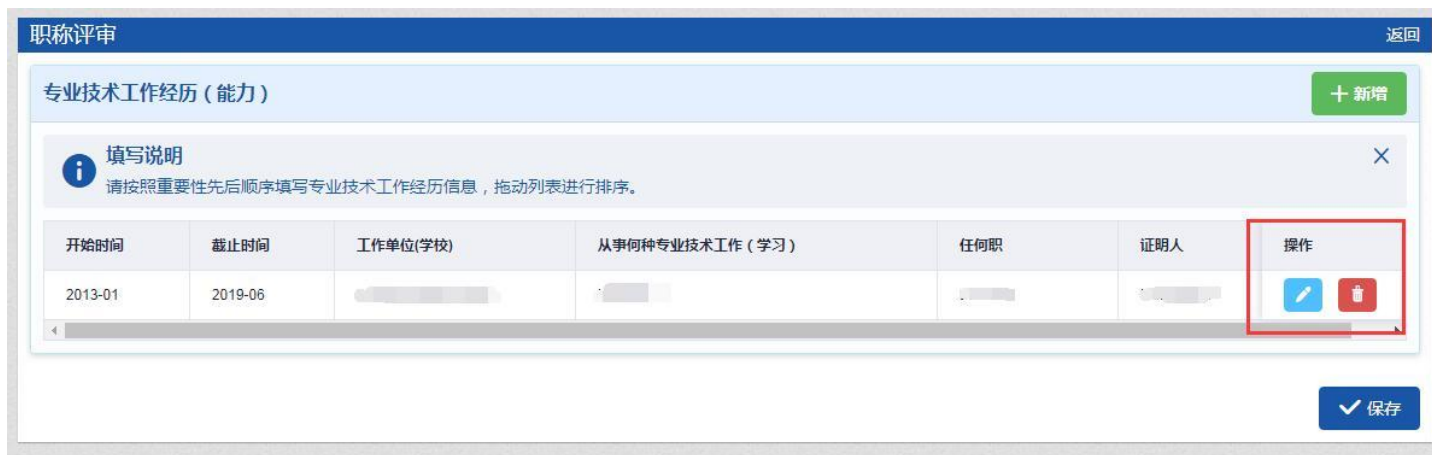 职称评审 返回
专业技术工作经历（能力） 新增
填写说明
请按照重要性先后顺序填写专业技术工作经历信息，拖动列表进行排序。
开始时间 截止时间 工作单位(学校) 从事何种专业技术工作（学习） 任何职 证明人 操作
2013-01 2019-06
保存